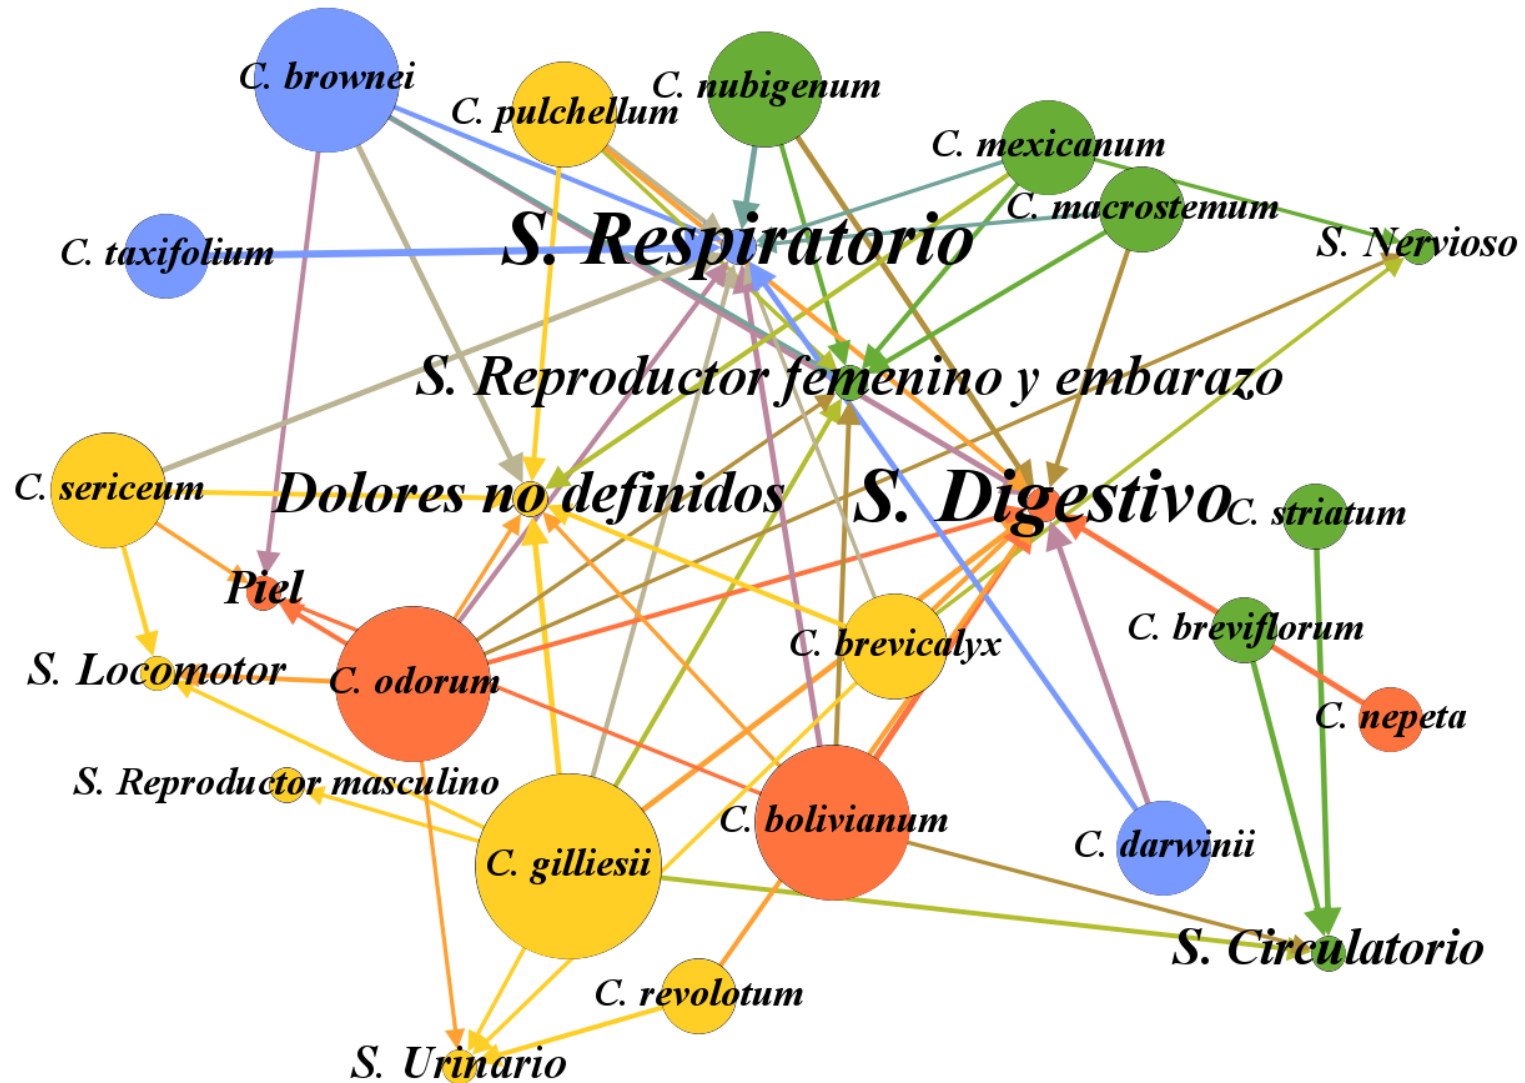 C. brownei
C. pulchellum
C. nubigenum
C. mexicanum
C. macrostemum
C. taxifolium
S. Respiratorio
S. Nervioso
S. Reproductor femenino y embarazo
C. sericeum
Dolores no definidos
S. Digestivo
C. striatum
Piel
C. breviflorum
S. Locomotor
C. odorum
C. brevicalyx
C. nepeta
S. Reproductor masculino
C. gilliesii
C. bolivianum
C. darwinii
S. Circulatorio
C. revolotum
S. Urinario